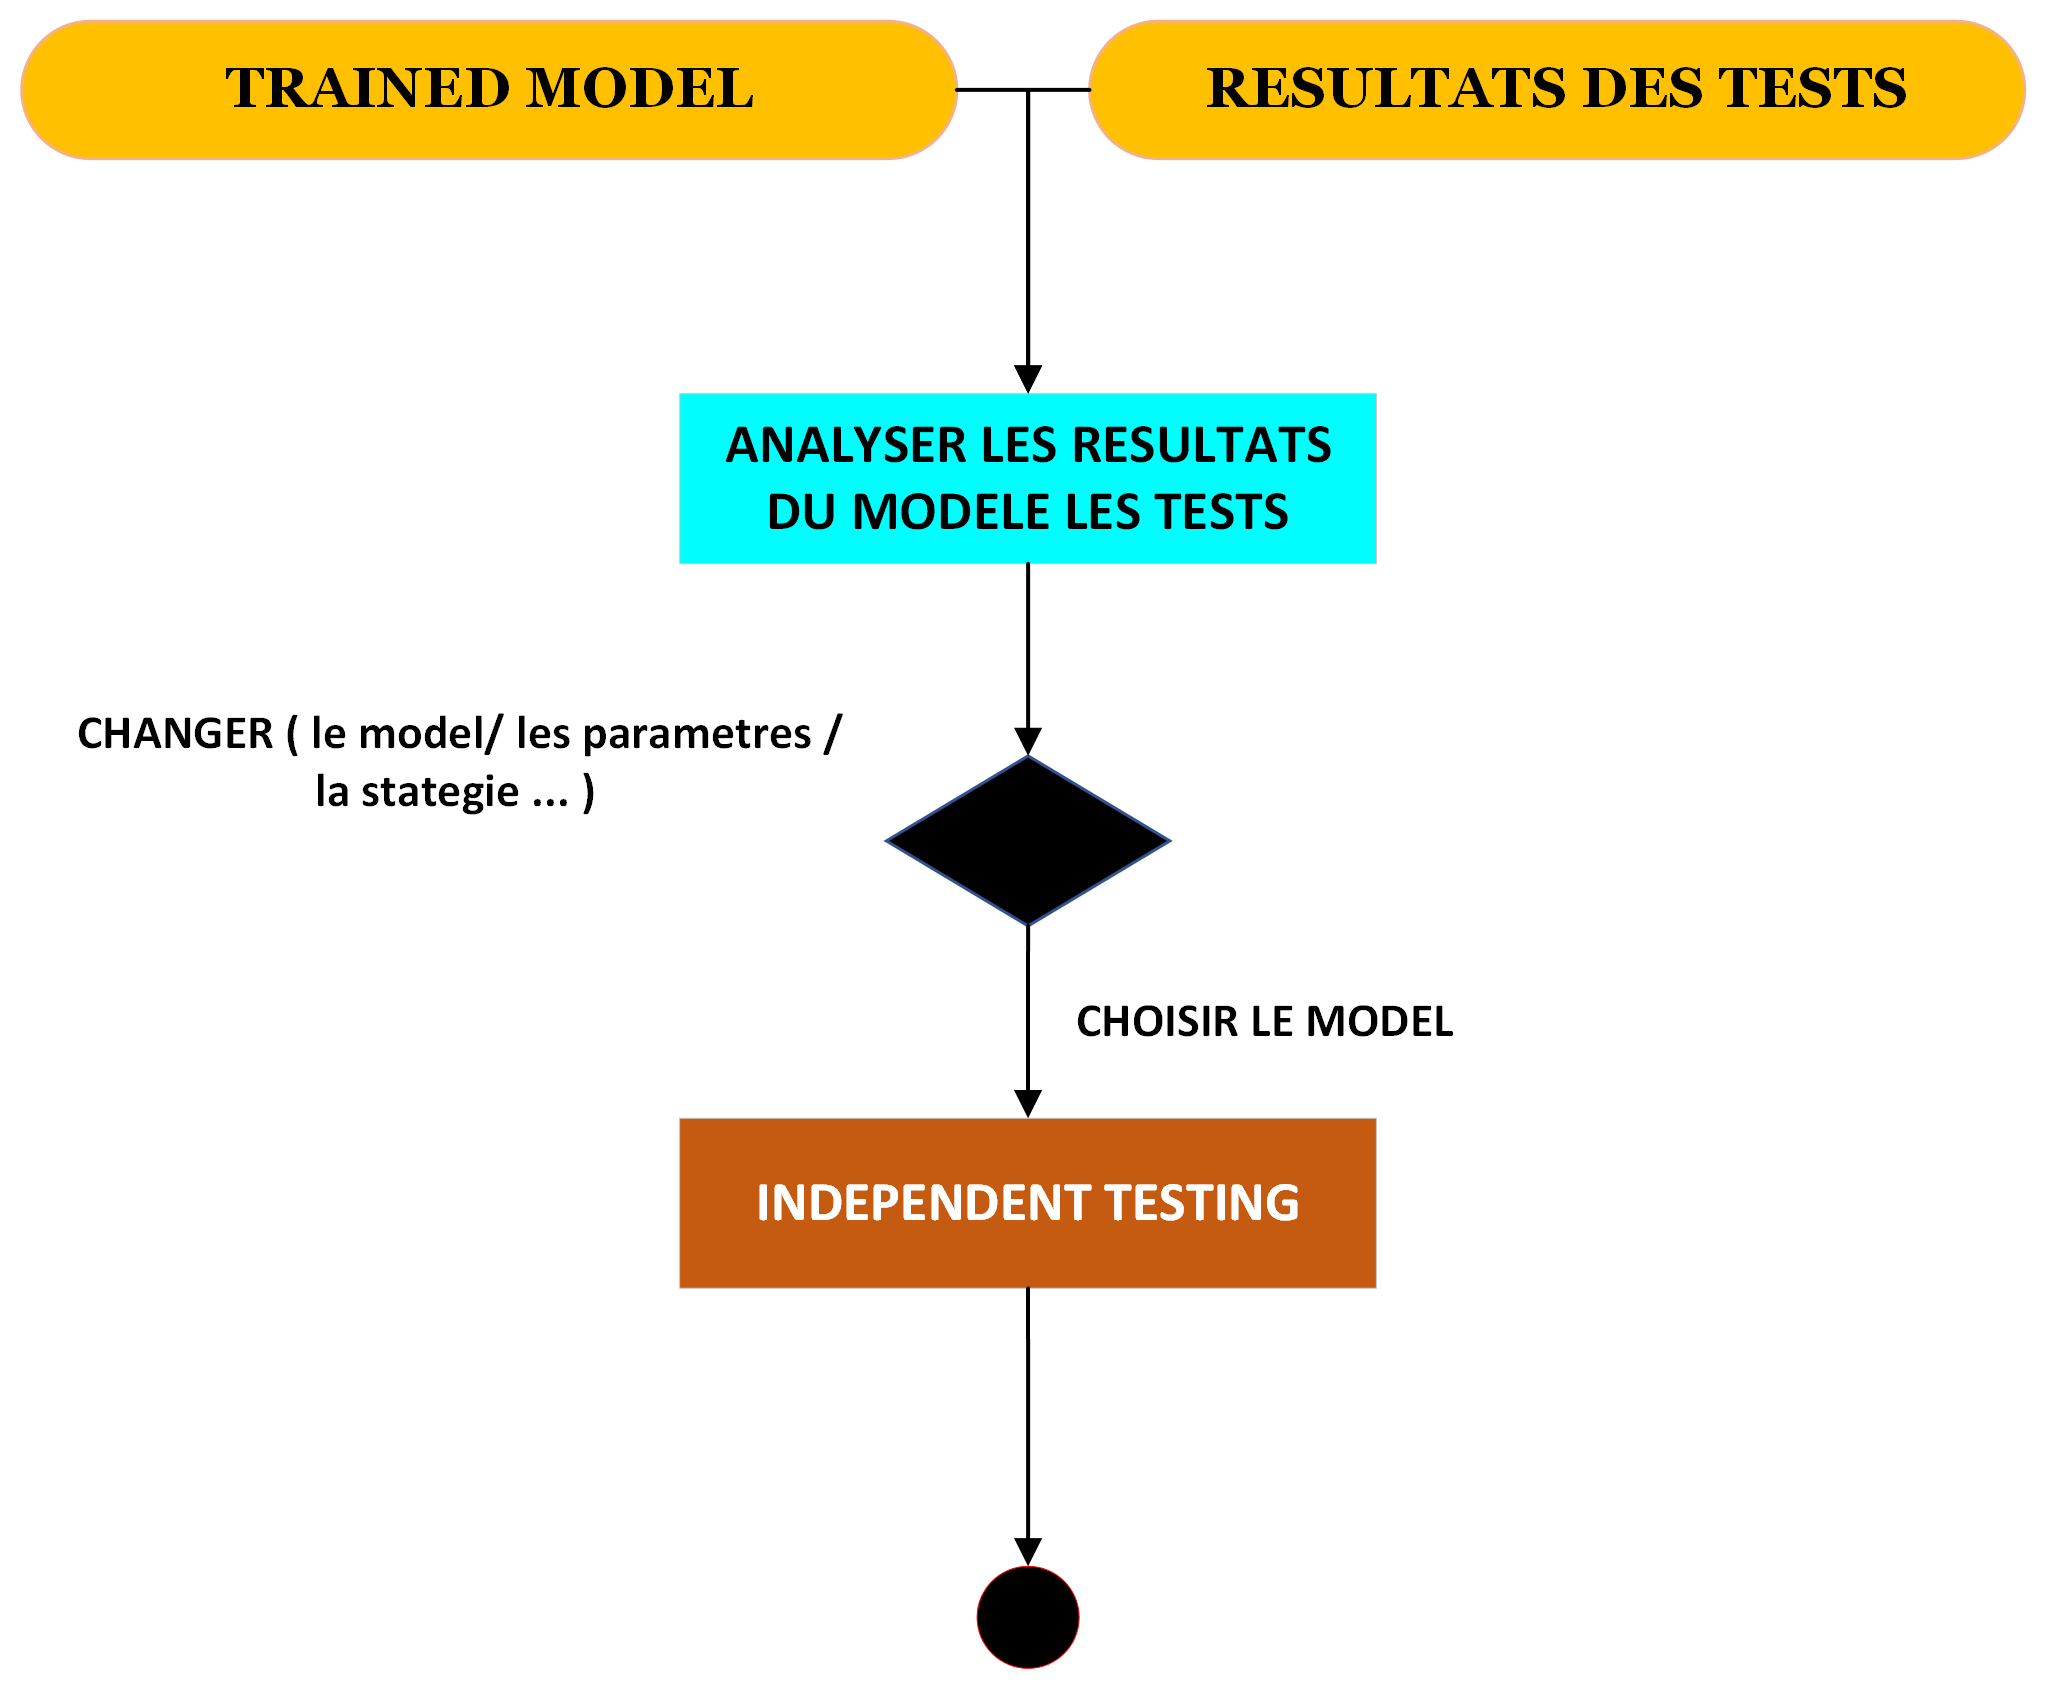 TRAINED MODEL
RESULTATS DES TESTS
ANALYSER LES RESULTATS
DU MODELE LES TESTS
CHANGER ( le model/ les parametres /
la stategie ... )
CHOISIR LE MODEL
INDEPENDENT TESTING